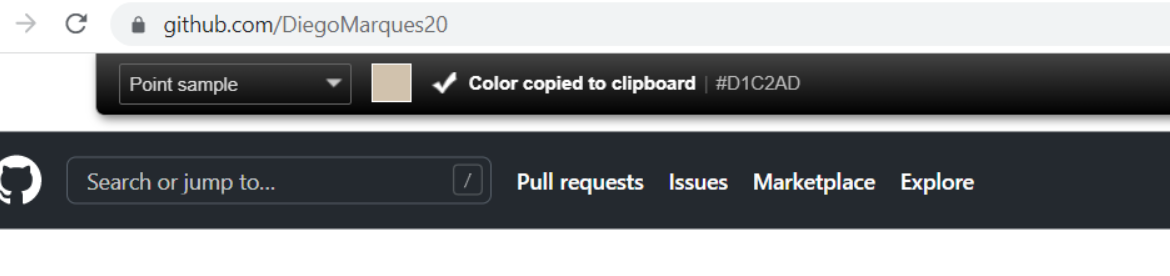 github.com/DiegoMarques20
Point sample Color copied to clipboard | #D1C2AD
Search or jump to... / Pull requests Issues Marketplace Explore